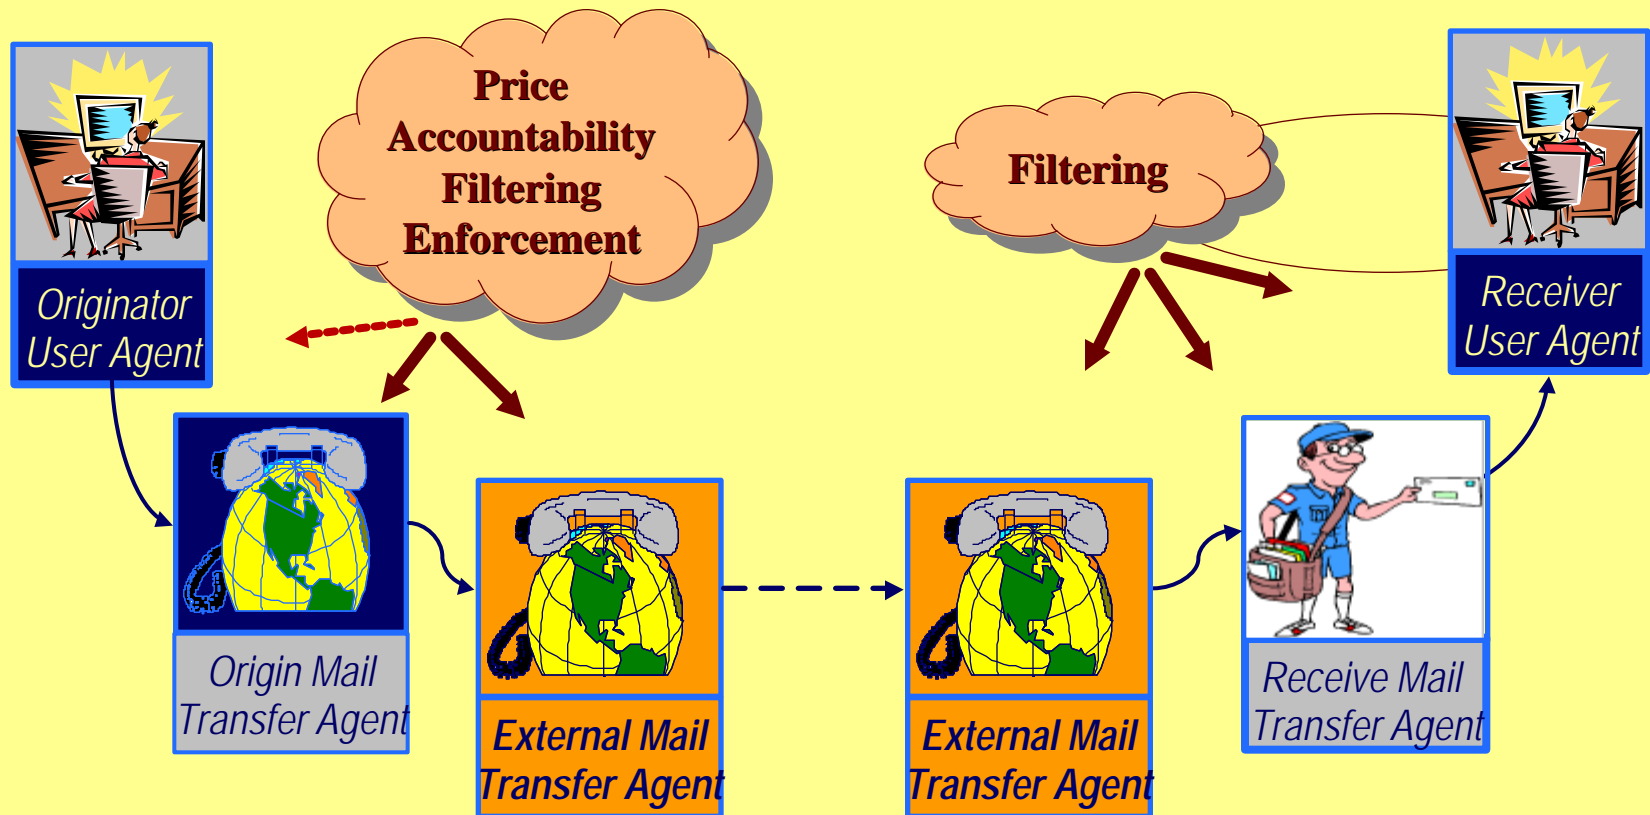 Price
Accountability
Filtering
Enforcement
Filtering
Originator
User Agent
Receiver
User Agent
Origin Mail
Transfer Agent
External Mail
Transfer Agent
External Mail
Transfer Agent
Receive Mail
Transfer Agent